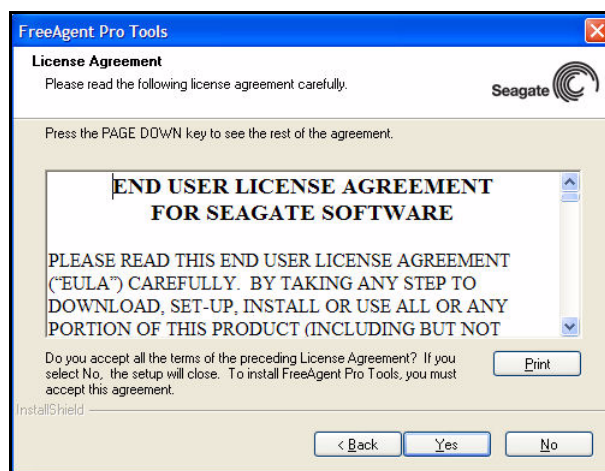 FreeAgent Pro Tools
License Agreement
Please read the following license agreement carefully.
Seagate
Press the PAGE DOWN key to see the rest of the agreement.
END USER LICENSE AGREEMENT
FOR SEAGATE SOFTWARE
PLEASE READ THIS END USER LICENSE AGREEMENT
(“EULA”) CAREFULLY. BY TAKING ANY STEP TO
DOWNLOAD, SET-UP, INSTALL OR USE ALL OR ANY
PORTION OF THIS PRODUCT (INCLUDING BUT NOT
Do you accept all the terms of the preceding License Agreement? If you
select No, the setup will close. To install FreeAgent Pro Tools, you must
accept this agreement.
Print
InstallShield
< Back
Yes
No